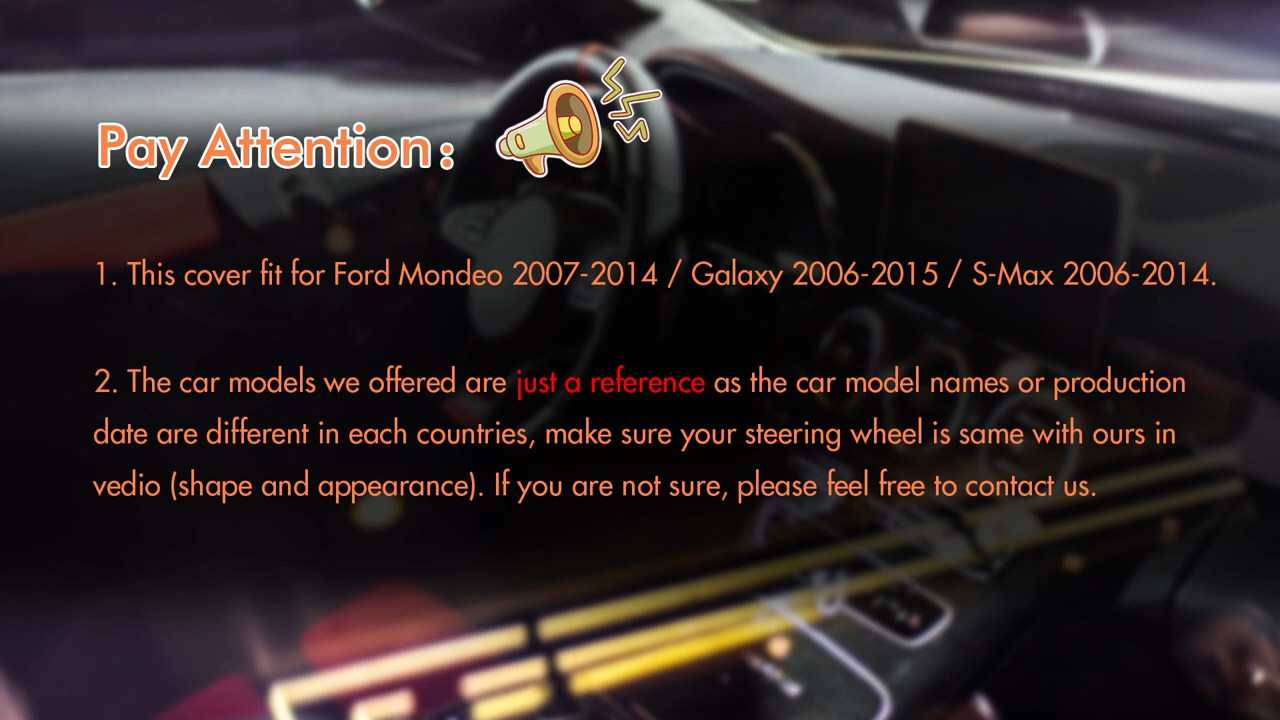 Pay Attention：
1. This cover fit for Ford Mondeo 2007-2014 / Galaxy 2006-2015 / S-Max 2006-2014.
2. The car models we offered are just a reference as the car model names or production
date are different in each countries, make sure your steering wheel is same with ours in
vedio (shape and appearance). If you are not sure, please feel free to contact us.